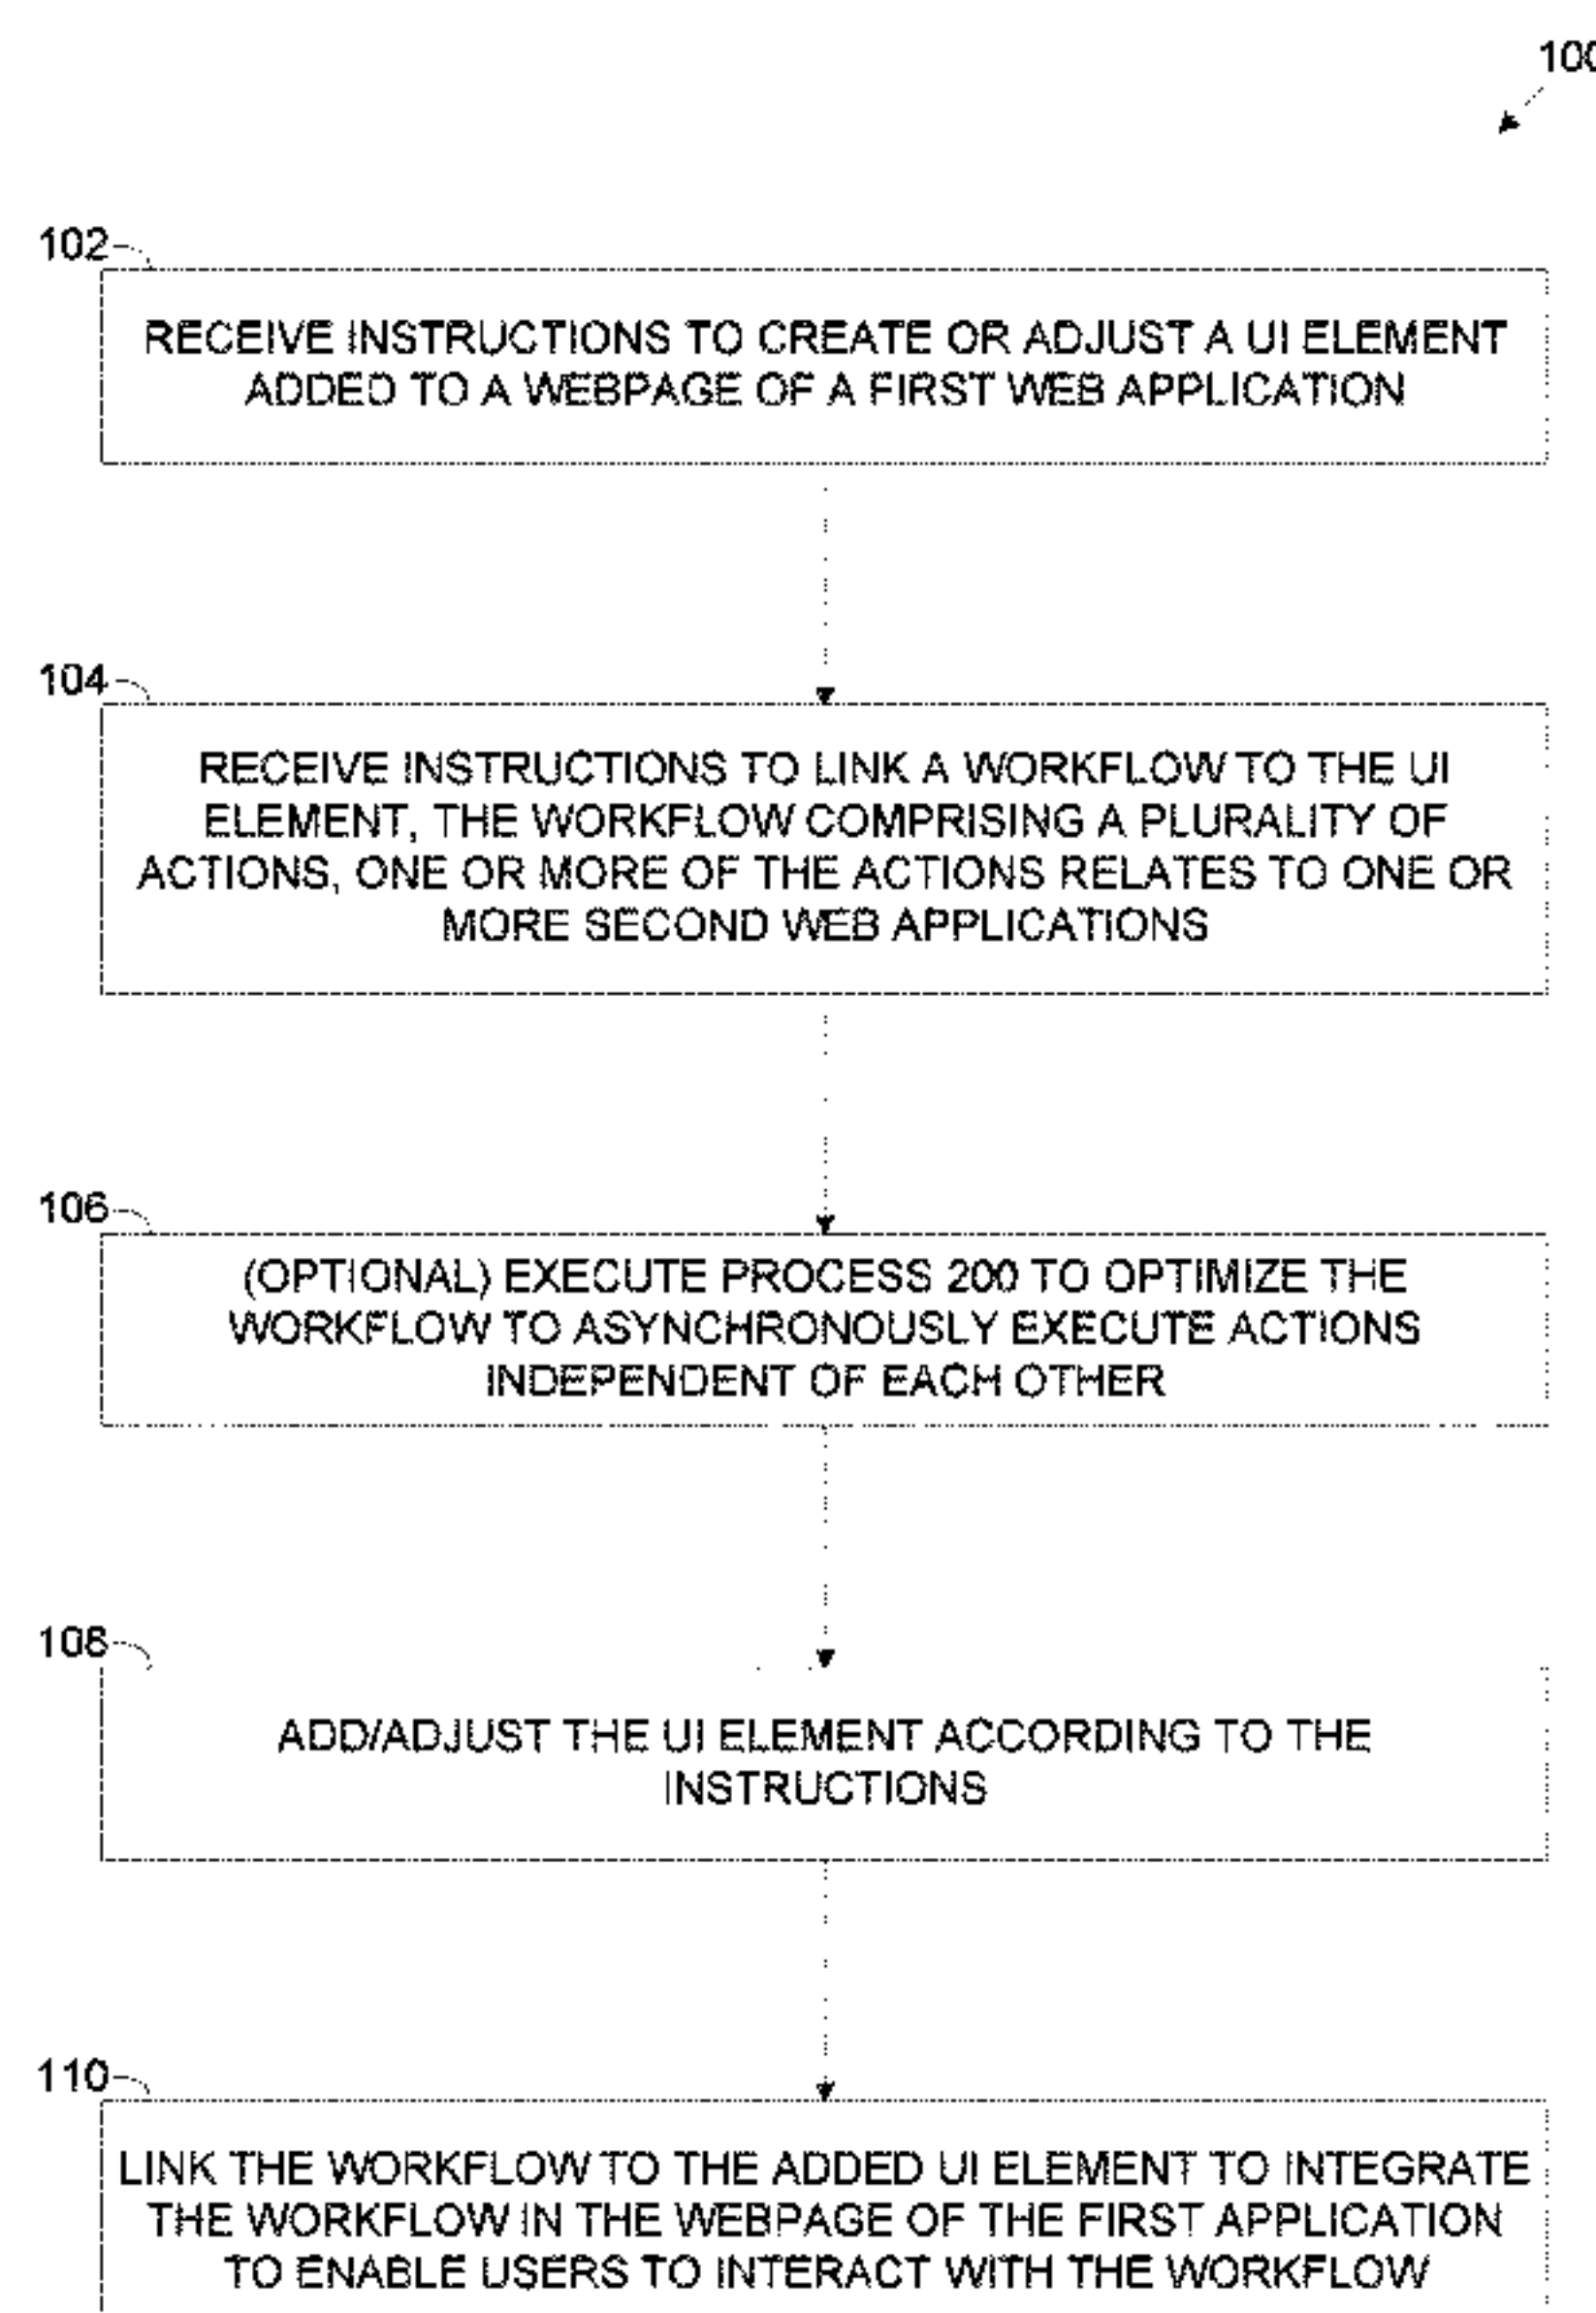 100
102
RECEIVE INSTRUCTIONS TO CREATE OR ADJUST A UI ELEMENT
ADDED TO A WEBPAGE OF A FIRST WEB APPLICATION
104
RECEIVE INSTRUCTIONS TO LINK A WORKFLOW TO THE UI
ELEMENT, THE WORKFLOW COMPRISING A PLURALITY OF
ACTIONS, ONE OR MORE OF THE ACTIONS RELATES TO ONE OR
MORE SECOND WEB APPLICATIONS
106
(OPTIONAL) EXECUTE PROCESS 200 TO OPTIMIZE THE
WORKFLOW TO ASYNCHRONOUSLY EXECUTE ACTIONS
INDEPENDENT OF EACH OTHER
108
ADD/ADJUST THE UI ELEMENT ACCORDING TO THE
INSTRUCTIONS
110
LINK THE WORKFLOW TO THE ADDED UI ELEMENT TO INTEGRATE
THE WORKFLOW IN THE WEBPAGE OF THE FIRST APPLICATION
TO ENABLE USERS TO INTERACT WITH THE WORKFLOW